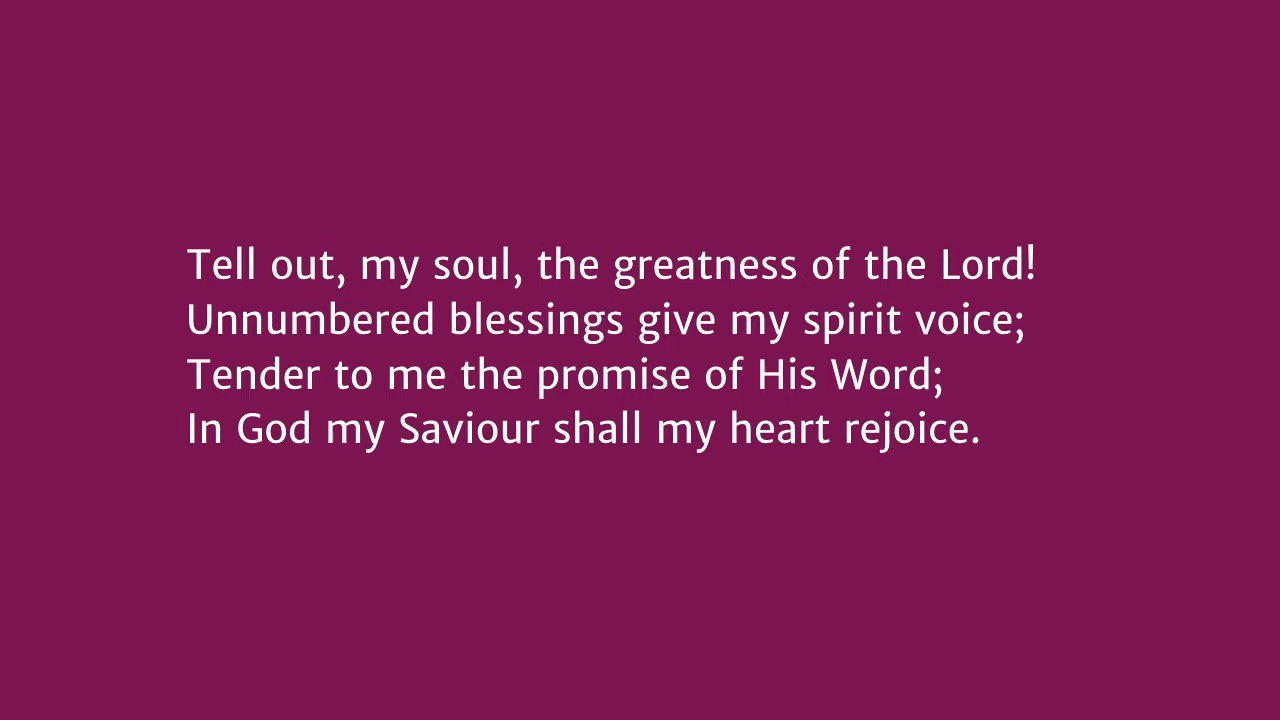 Tell out, my soul, the greatness of the Lord!
Unnumbered blessings give my spirit voice;
Tender to me the promise of His Word;
In God my Saviour shall my heart rejoice.